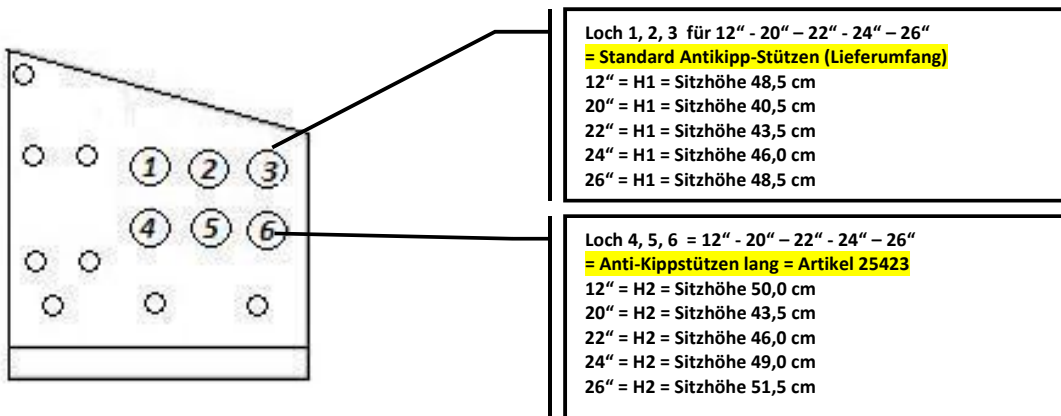 Loch 1, 2, 3  für 12“ - 20“ – 22“ - 24“ – 26“
= Standard Antikipp-Stützen (Lieferumfang)
12“ = H1 = Sitzhöhe 48,5 cm
20“ = H1 = Sitzhöhe 40,5 cm
22“ = H1 = Sitzhöhe 43,5 cm
24“ = H1 = Sitzhöhe 46,0 cm
26“ = H1 = Sitzhöhe 48,5 cm
1 2 3
4 5 6
Loch 4, 5, 6  = 12“ - 20“ – 22“ - 24“ – 26“
= Anti-Kippstützen lang = Artikel 25423
12“ = H2 = Sitzhöhe 50,0 cm
20“ = H2 = Sitzhöhe 43,5 cm
22“ = H2 = Sitzhöhe 46,0 cm
24“ = H2 = Sitzhöhe 49,0 cm
26“ = H2 = Sitzhöhe 51,5 cm